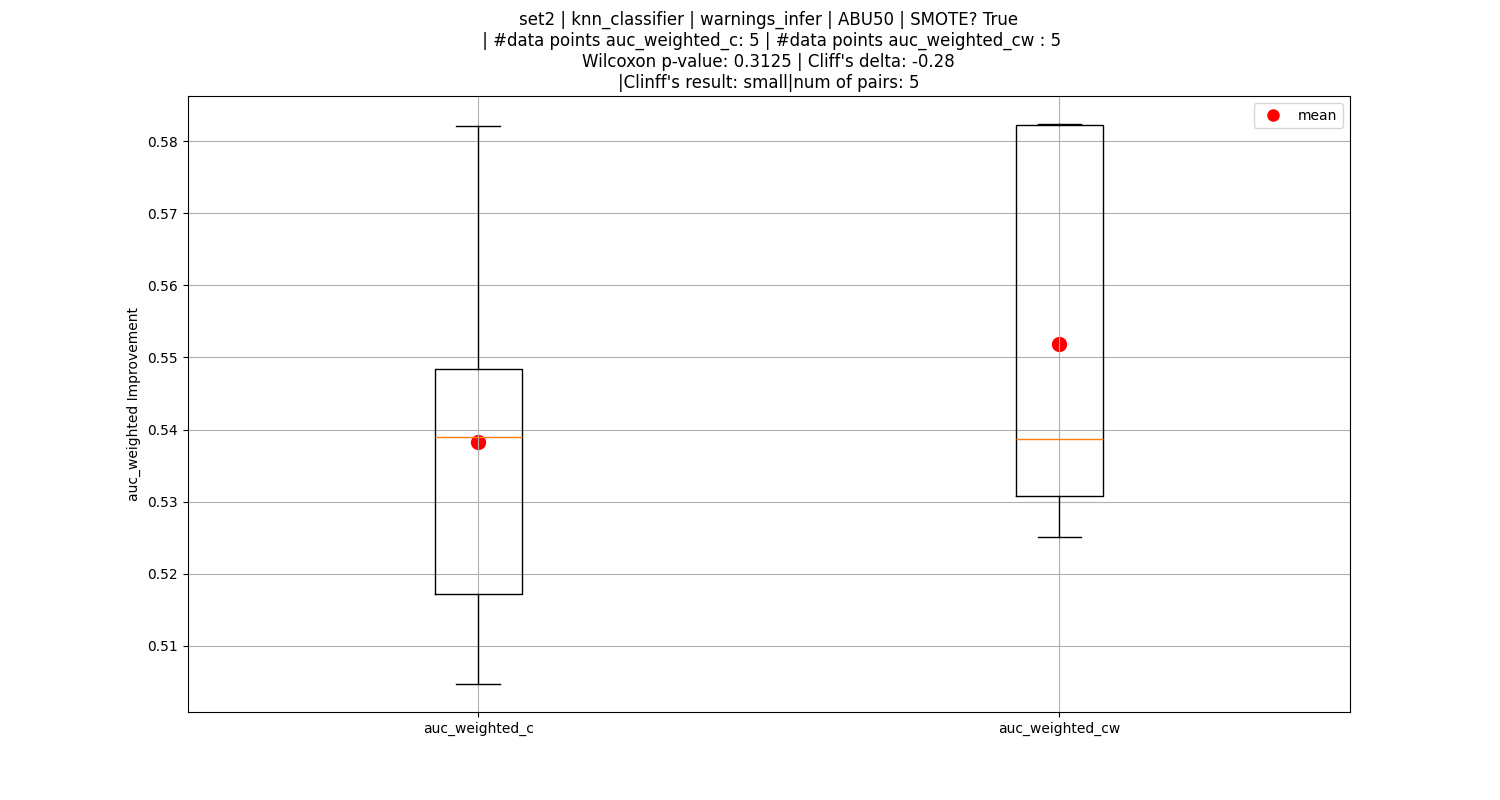 set2 | knn_classifier | warnings_infer | ABU50 | SMOTE? True
| #data points auc_weighted_c: 5 | #data points auc_weighted_cw : 5
Wilcoxon p-value: 0.3125 | Cliff's delta: -0.28
|Clinff's result: small|num of pairs: 5
mean
0.58
0.57
0.56
0.55
0.54
0.53
0.52
0.51
auc_weighted Improvement
auc_weighted_c
auc_weighted_cw